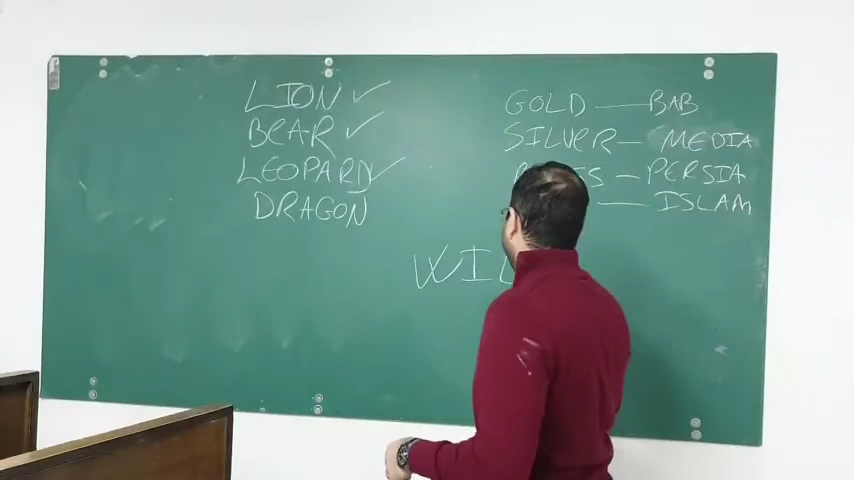 LION ✓
BEAR ✓
LEOPARD ✓
DRAGON
GOLD — BAB
SILVER — MEDIA
— PERSIA
— ISLAM